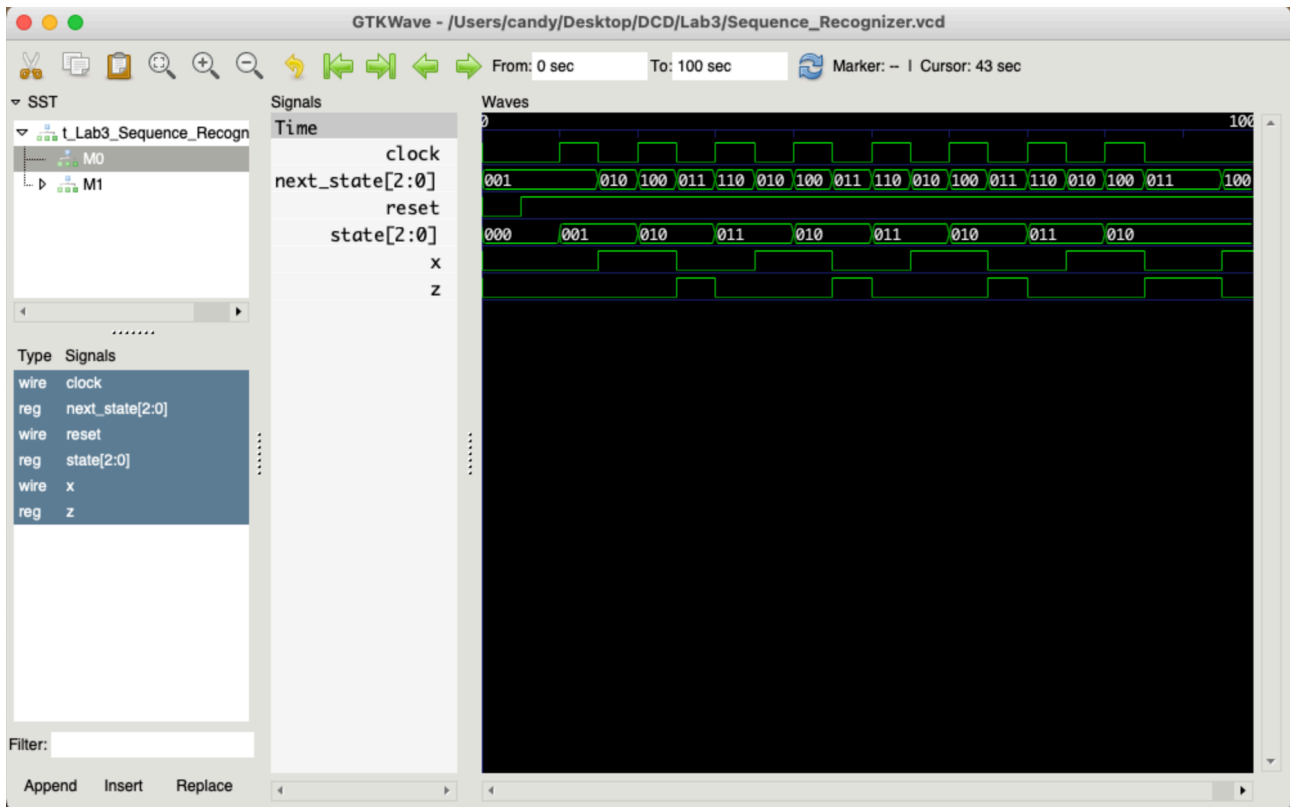 GTKWave - /Users/candy/Desktop/DCD/Lab3/Sequence_Recognizer.vcd
From: 0 sec To: 100 sec Marker: -- | Cursor: 43 sec
SST
t_Lab3_Sequence_Recogn
M0
M1
Type Signals
wire clock
reg next_state[2:0]
wire reset
reg state[2:0]
wire x
reg z
Filter:
Append Insert Replace
Signals
Time
clock
next_state[2:0]
reset
state[2:0]
x
z
Waves
0 100
001 010 100 011 110 010 100 011 110 010 100 011 110 010 100 011 100
000 001 010 011 010 011 010 011 010